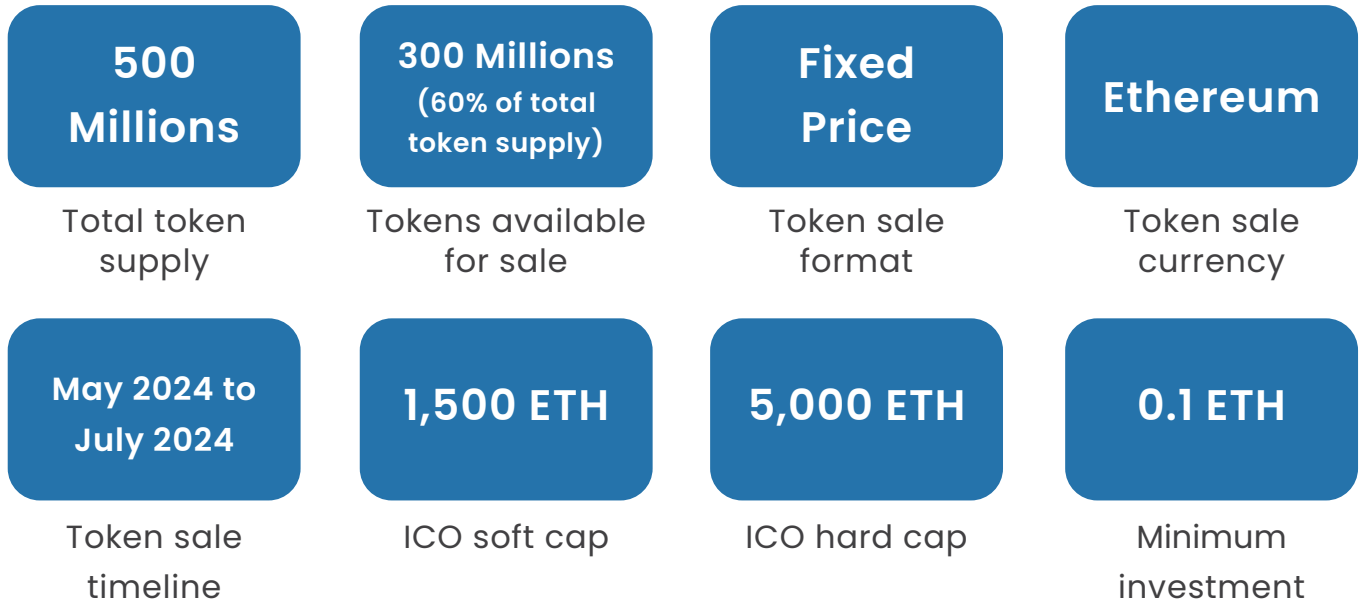 500
Millions
Total token
supply
300 Millions
(60% of total
token supply)
Tokens available
for sale
Fixed
Price
Token sale
format
Ethereum
Token sale
currency
May 2024 to
July 2024
Token sale
timeline
1,500 ETH
ICO soft cap
5,000 ETH
ICO hard cap
0.1 ETH
Minimum
investment